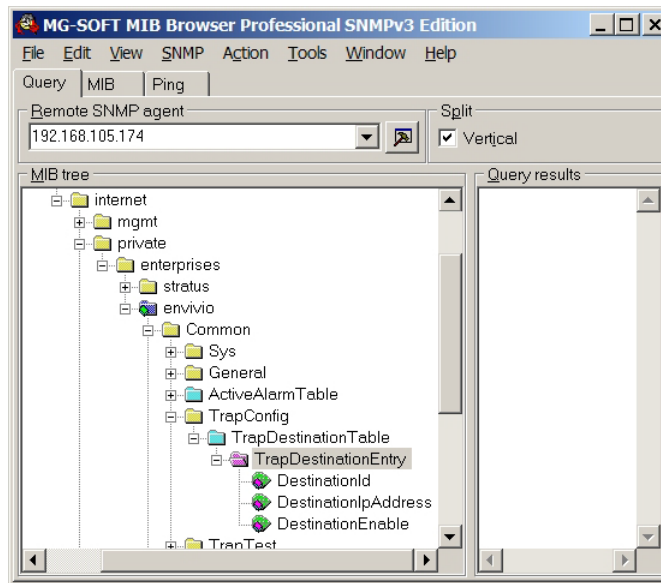 MG-SOFT MIB Browser Professional SNMPv3 Edition
File Edit View SNMP Action Tools Window Help
Query MIB Ping
Remote SNMP agent
Split
192.168.105.174
Vertical
MIB tree
Query results
internet
mgmt
private
enterprises
stratus
envivio
Common
Sys
General
ActiveAlarmTable
TrapConfig
TrapDestinationTable
TrapDestinationEntry
DestinationId
DestinationIpAddress
DestinationEnable
TrapTest